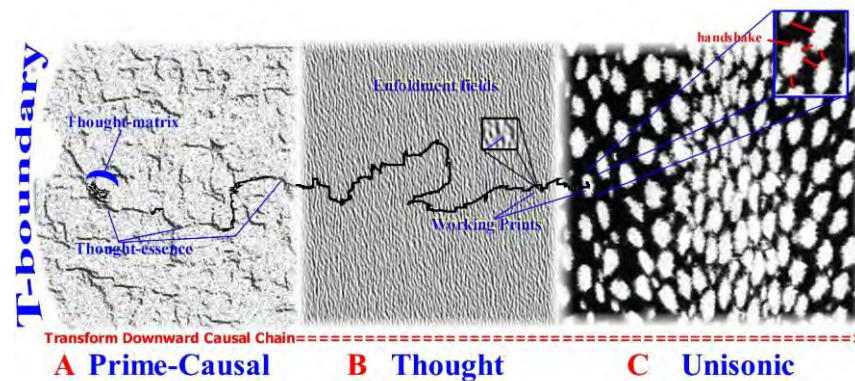 T-boundary
Thought-matrix
Thought-essence
Enfoldment fields
Working Prints
handshake
Transform Downward Causal Chain==================================
A Prime-Causal B Thought C Unisonic